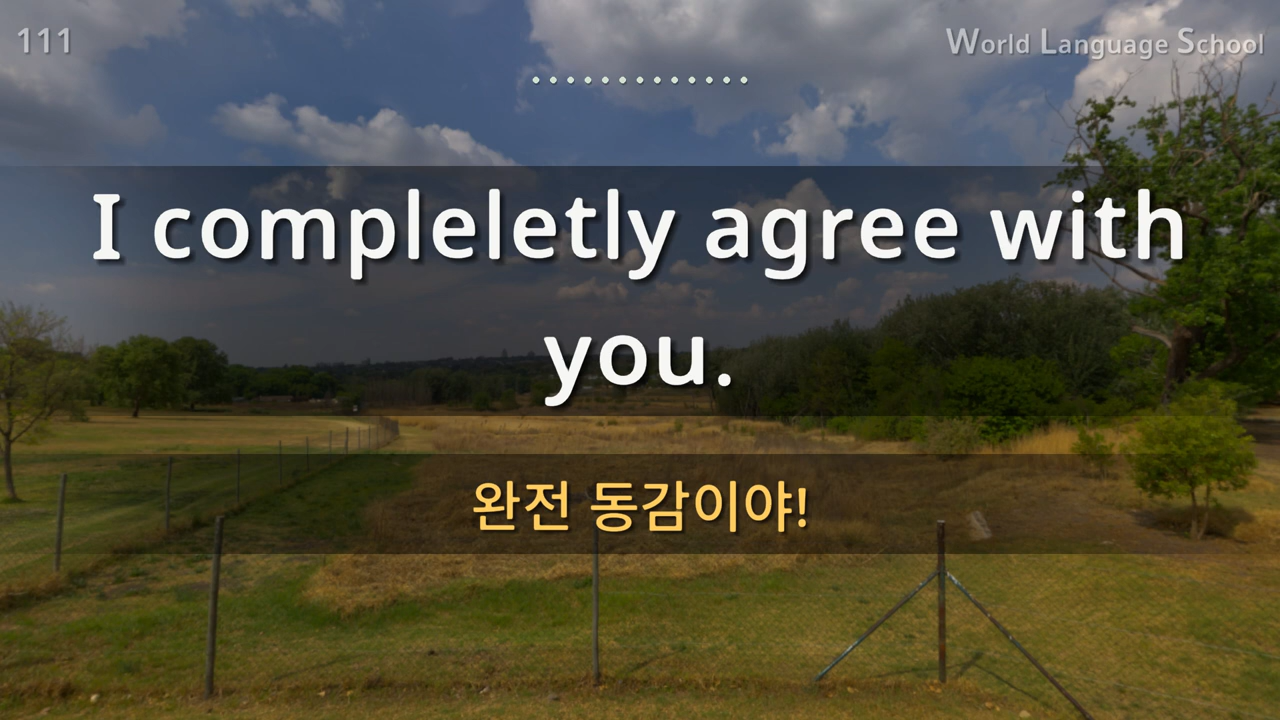 111
World Language School
I compleletly agree with
you.
완전 동감이야!